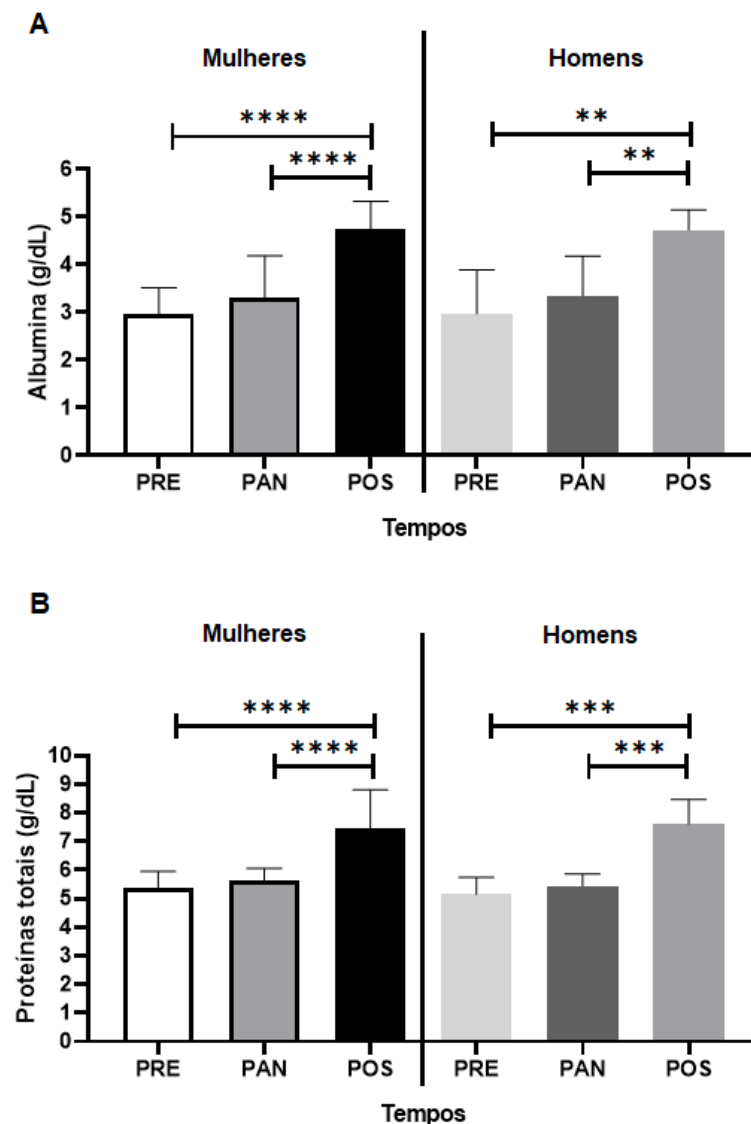 A
Mulheres Homens
**** **
**** **
Albumina (g/dL)
6
5
4
3
2
1
0
PRE PAN POS PRE PAN POS
Tempos
B
Mulheres Homens
**** ***
**** ***
Proteínas totais (g/dL)
10
9
8
7
6
5
4
3
2
1
0
PRE PAN POS PRE PAN POS
Tempos